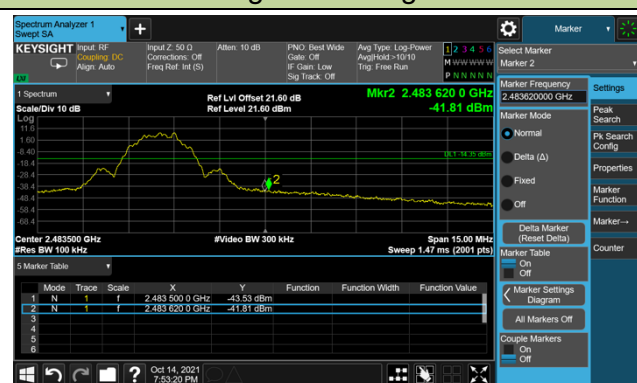 Spectrum Analyzer 1
Swept SA
+
Marker
KEYSIGHT
Input: RF
Coupling: DC
Align: Auto
Input Z: 50 Ω
Corrections: Off
Freq Ref: Int (S)
Atten: 10 dB
PNO: Best Wide
Gate: Off
IF Gain: Low
Sig Track: Off
Avg Type: Log-Power
Avg|Hold:>10/10
Trig: Free Run
1 2 3 4 5 6
M W W W W W
P N N N N N
LXI
1 Spectrum
Scale/Div 10 dB
Log
Ref Lvl Offset 21.60 dB
Ref Level 21.60 dBm
Mkr2 2.483 620 0 GHz
-41.81 dBm
11.6
1.60
-8.40
-18.4
-28.4
-38.4
-48.4
-58.4
-68.4
DL1 -14.35 dBm
2
Center 2.483500 GHz
#Res BW 100 kHz
#Video BW 300 kHz
Span 15.00 MHz
Sweep 1.47 ms (2001 pts)
5 Marker Table
Mode Trace Scale X Y Function Function Width Function Value
1 N 1 f 2.483 500 0 GHz -43.53 dBm
2 N 1 f 2.483 620 0 GHz -41.81 dBm
3
4
5
6
Select Marker
Marker 2
Marker Frequency
2.483620000 GHz
Marker Mode
Normal
Delta (Δ)
Fixed
Off
Delta Marker
(Reset Delta)
Marker Table
On
Off
Marker Settings
Diagram
All Markers Off
Couple Markers
On
Off
Settings
Peak
Search
Pk Search
Config
Properties
Marker
Function
Marker→
Counter
?
Oct 14, 2021
7:53:20 PM